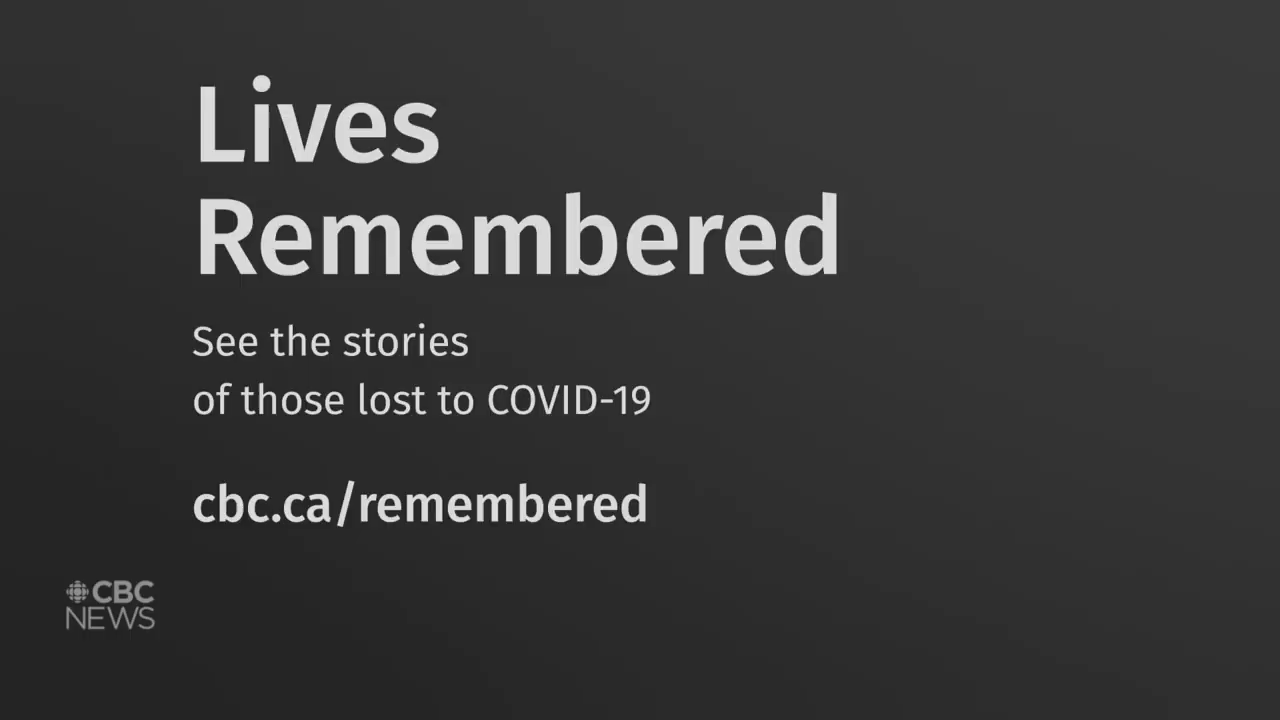 Lives
Remembered
See the stories
of those lost to COVID-19
cbc.ca/remembered
CBC
NEWS